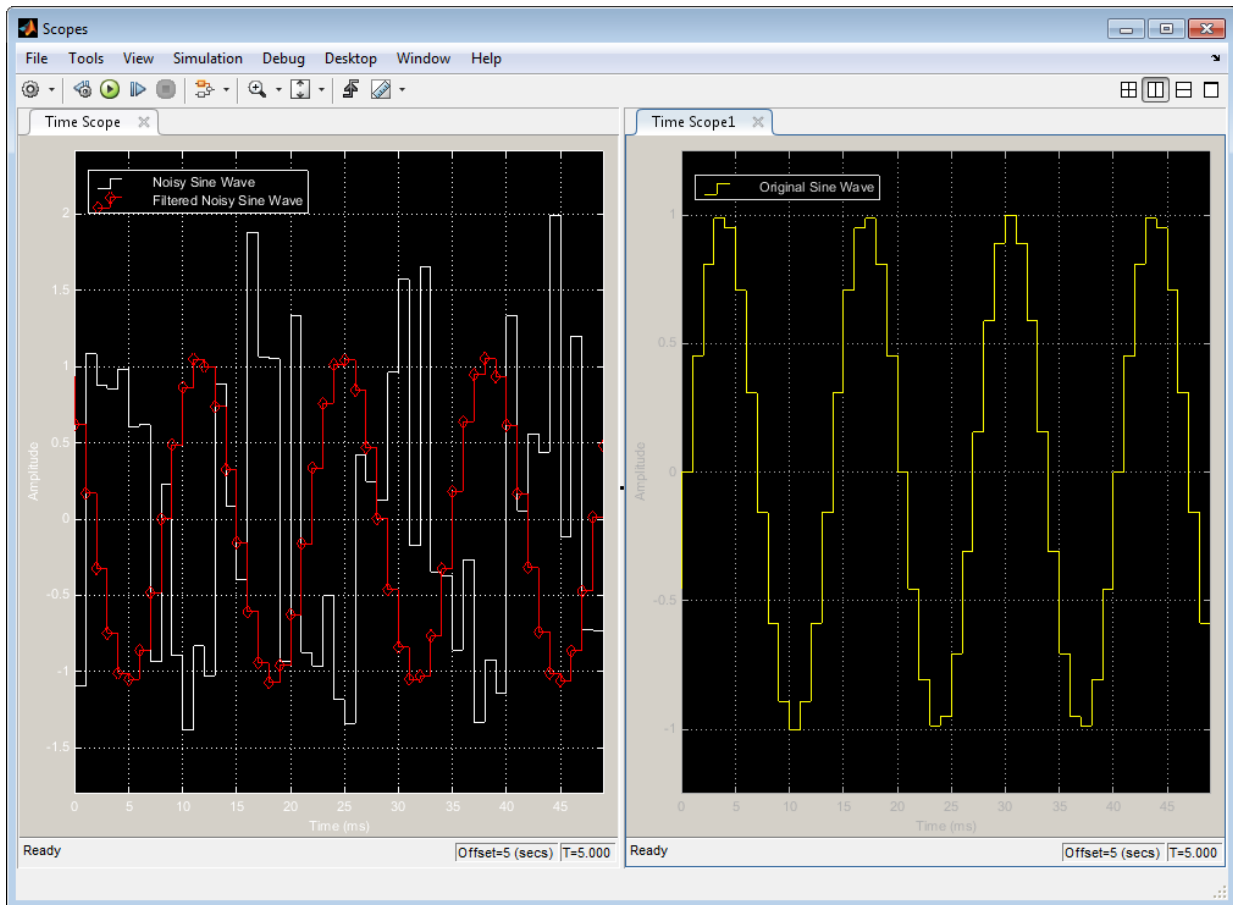 Scopes
File Tools View Simulation Debug Desktop Window Help
Time Scope
Noisy Sine Wave
Filtered Noisy Sine Wave
2
1.5
1
0.5
0
-0.5
-1
-1.5
Amplitude
0 5 10 15 20 25 30 35 40 45
Time (ms)
Ready Offset=5 (secs) T=5.000
Time Scope1
Original Sine Wave
1
0.5
0
-0.5
-1
Amplitude
0 5 10 15 20 25 30 35 40 45
Time (ms)
Ready Offset=5 (secs) T=5.000